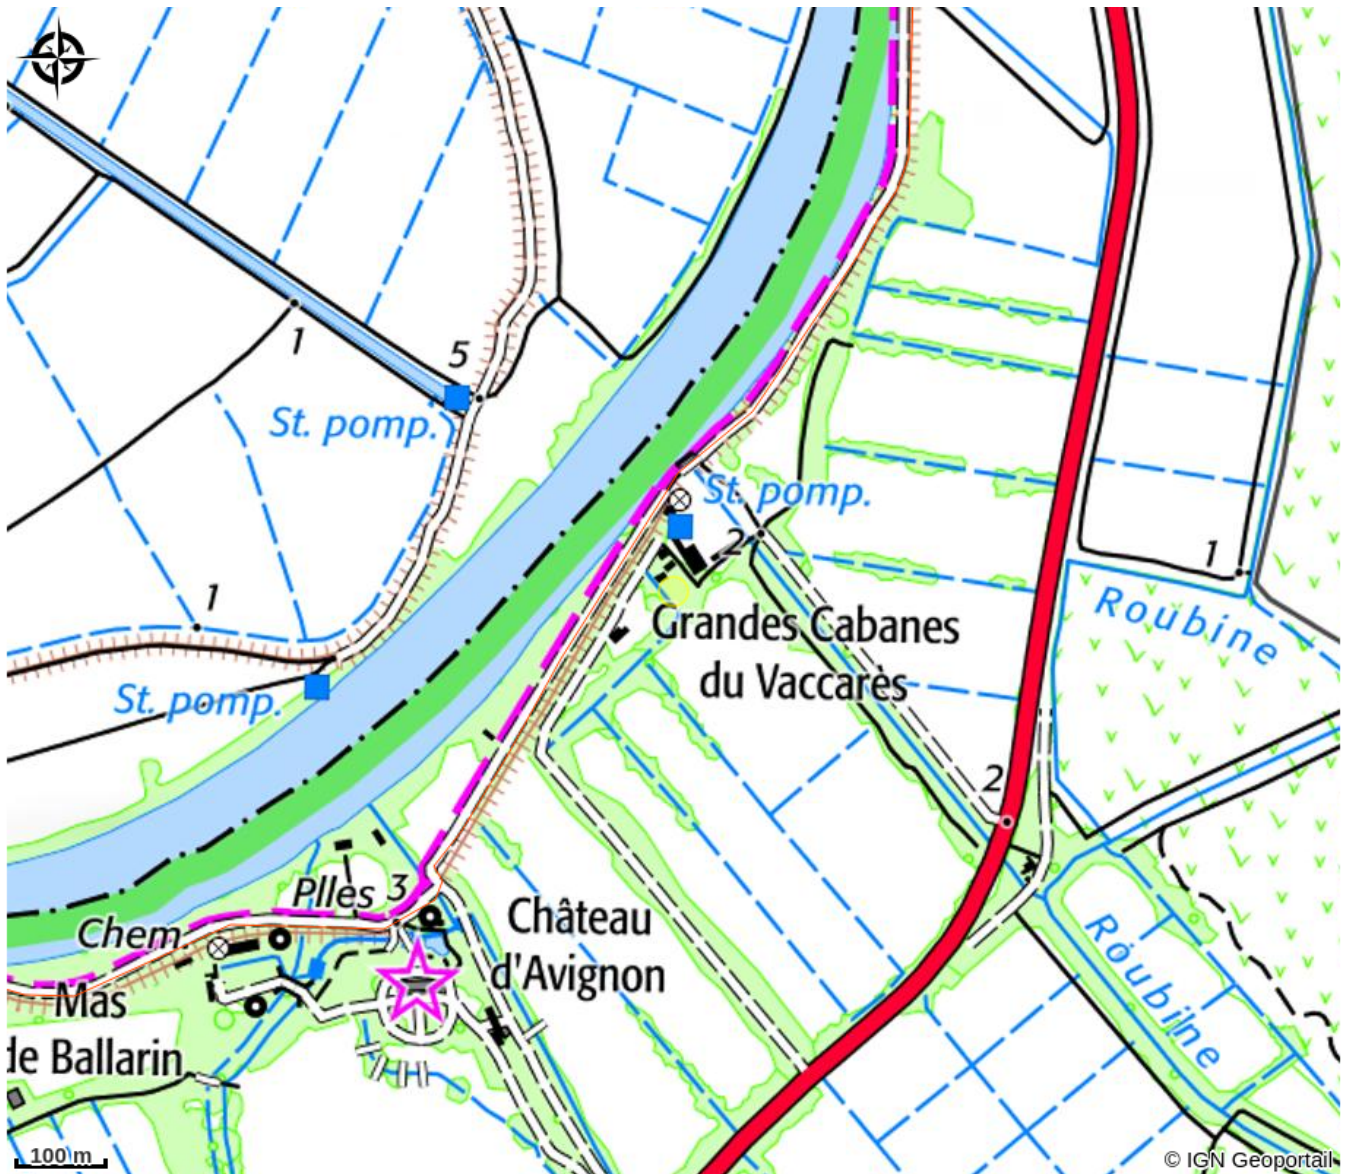 1
5
St. pomp.
St. pomp.
2
1
1
Roubine
Grandes Cabanes
du Vaccarès
St. pomp.
2
Plles 3
Chem.
Château
d'Avignon
Roubine
Mas
de Ballarin
100 m
© IGN Geoportail